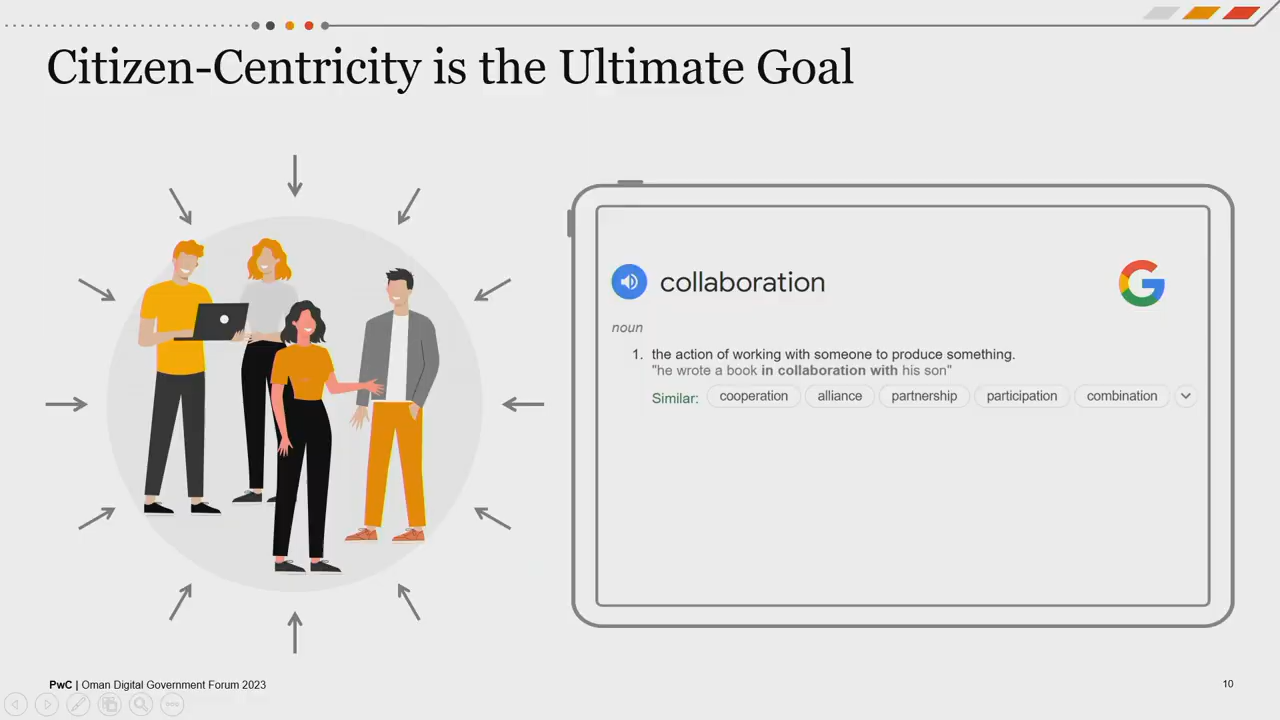 Citizen-Centricity is the Ultimate Goal
collaboration
noun
1. the action of working with someone to produce something.
"he wrote a book in collaboration with his son"
Similar: cooperation alliance partnership participation combination
PwC | Oman Digital Government Forum 2023
10